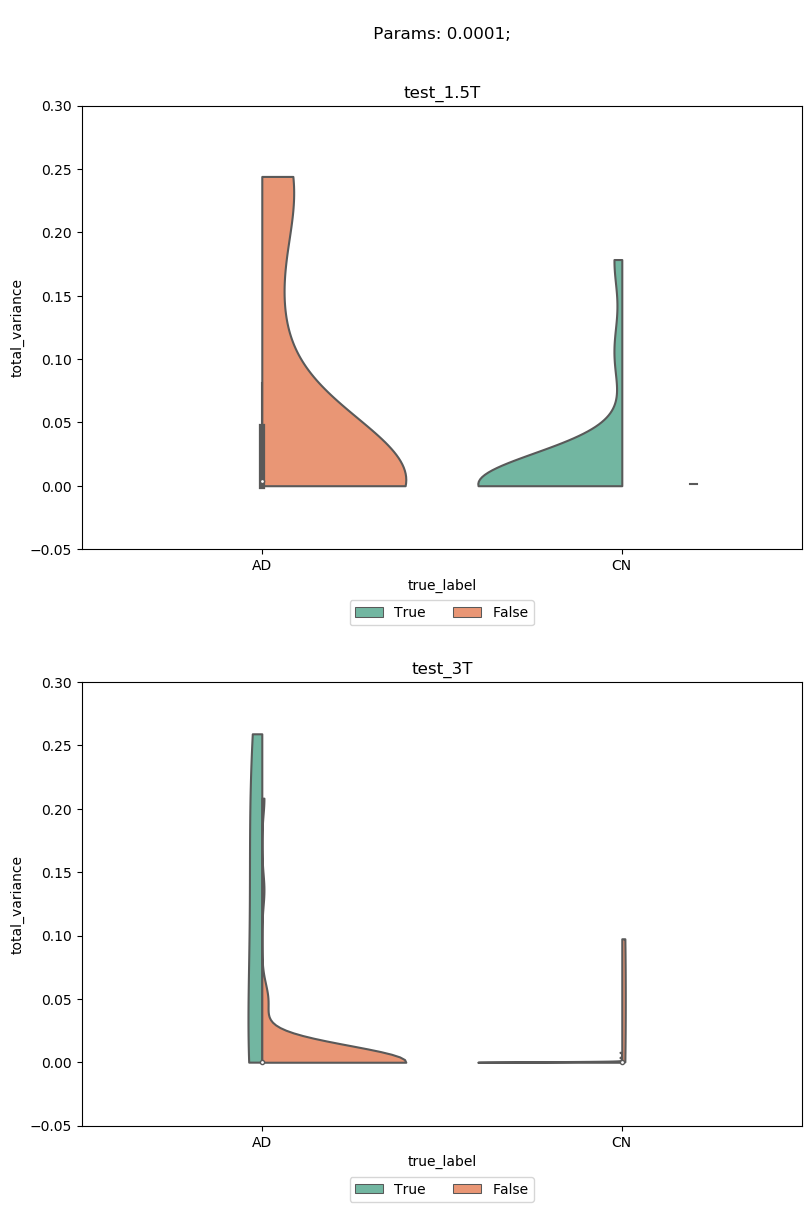 Params: 0.0001;
test_1.5T
0.30
0.25
0.20
0.15
0.10
0.05
0.00
−0.05
total_variance
AD CN
true_label
True False
test_3T
0.30
0.25
0.20
0.15
0.10
0.05
0.00
−0.05
total_variance
AD CN
true_label
True False